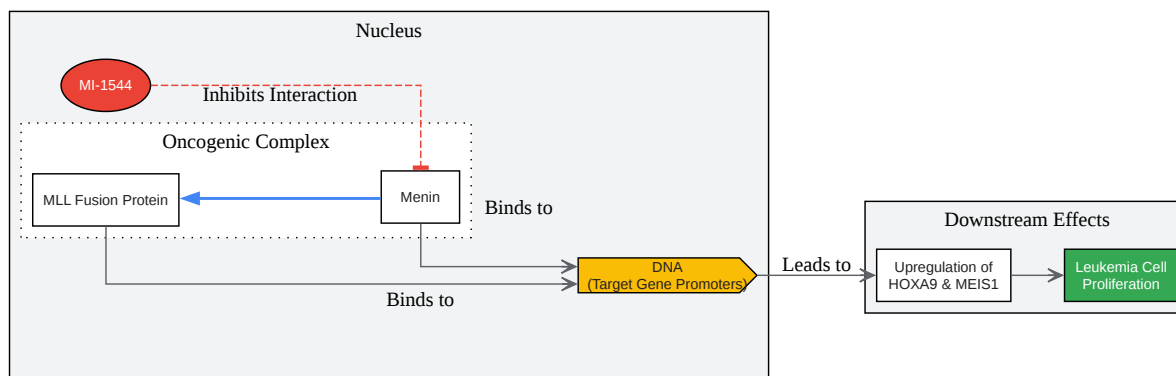 Nucleus
MI-1544
Inhibits Interaction
Oncogenic Complex
MLL Fusion Protein
Menin
Binds to
Binds to
DNA
(Target Gene Promoters)
Leads to
Downstream Effects
Upregulation of
HOXA9 & MEIS1
Leukemia Cell
Proliferation